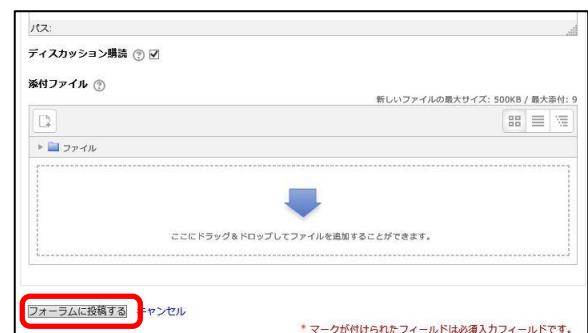 パス:
ディスカッション購読
添付ファイル
新しいファイルの最大サイズ: 500KB / 最大添付: 9
ファイル
ここにドラッグ&ドロップしてファイルを追加することができます。
フォーラムに投稿する キャンセル
* マークが付けられたフィールドは必須入力フィールドです。